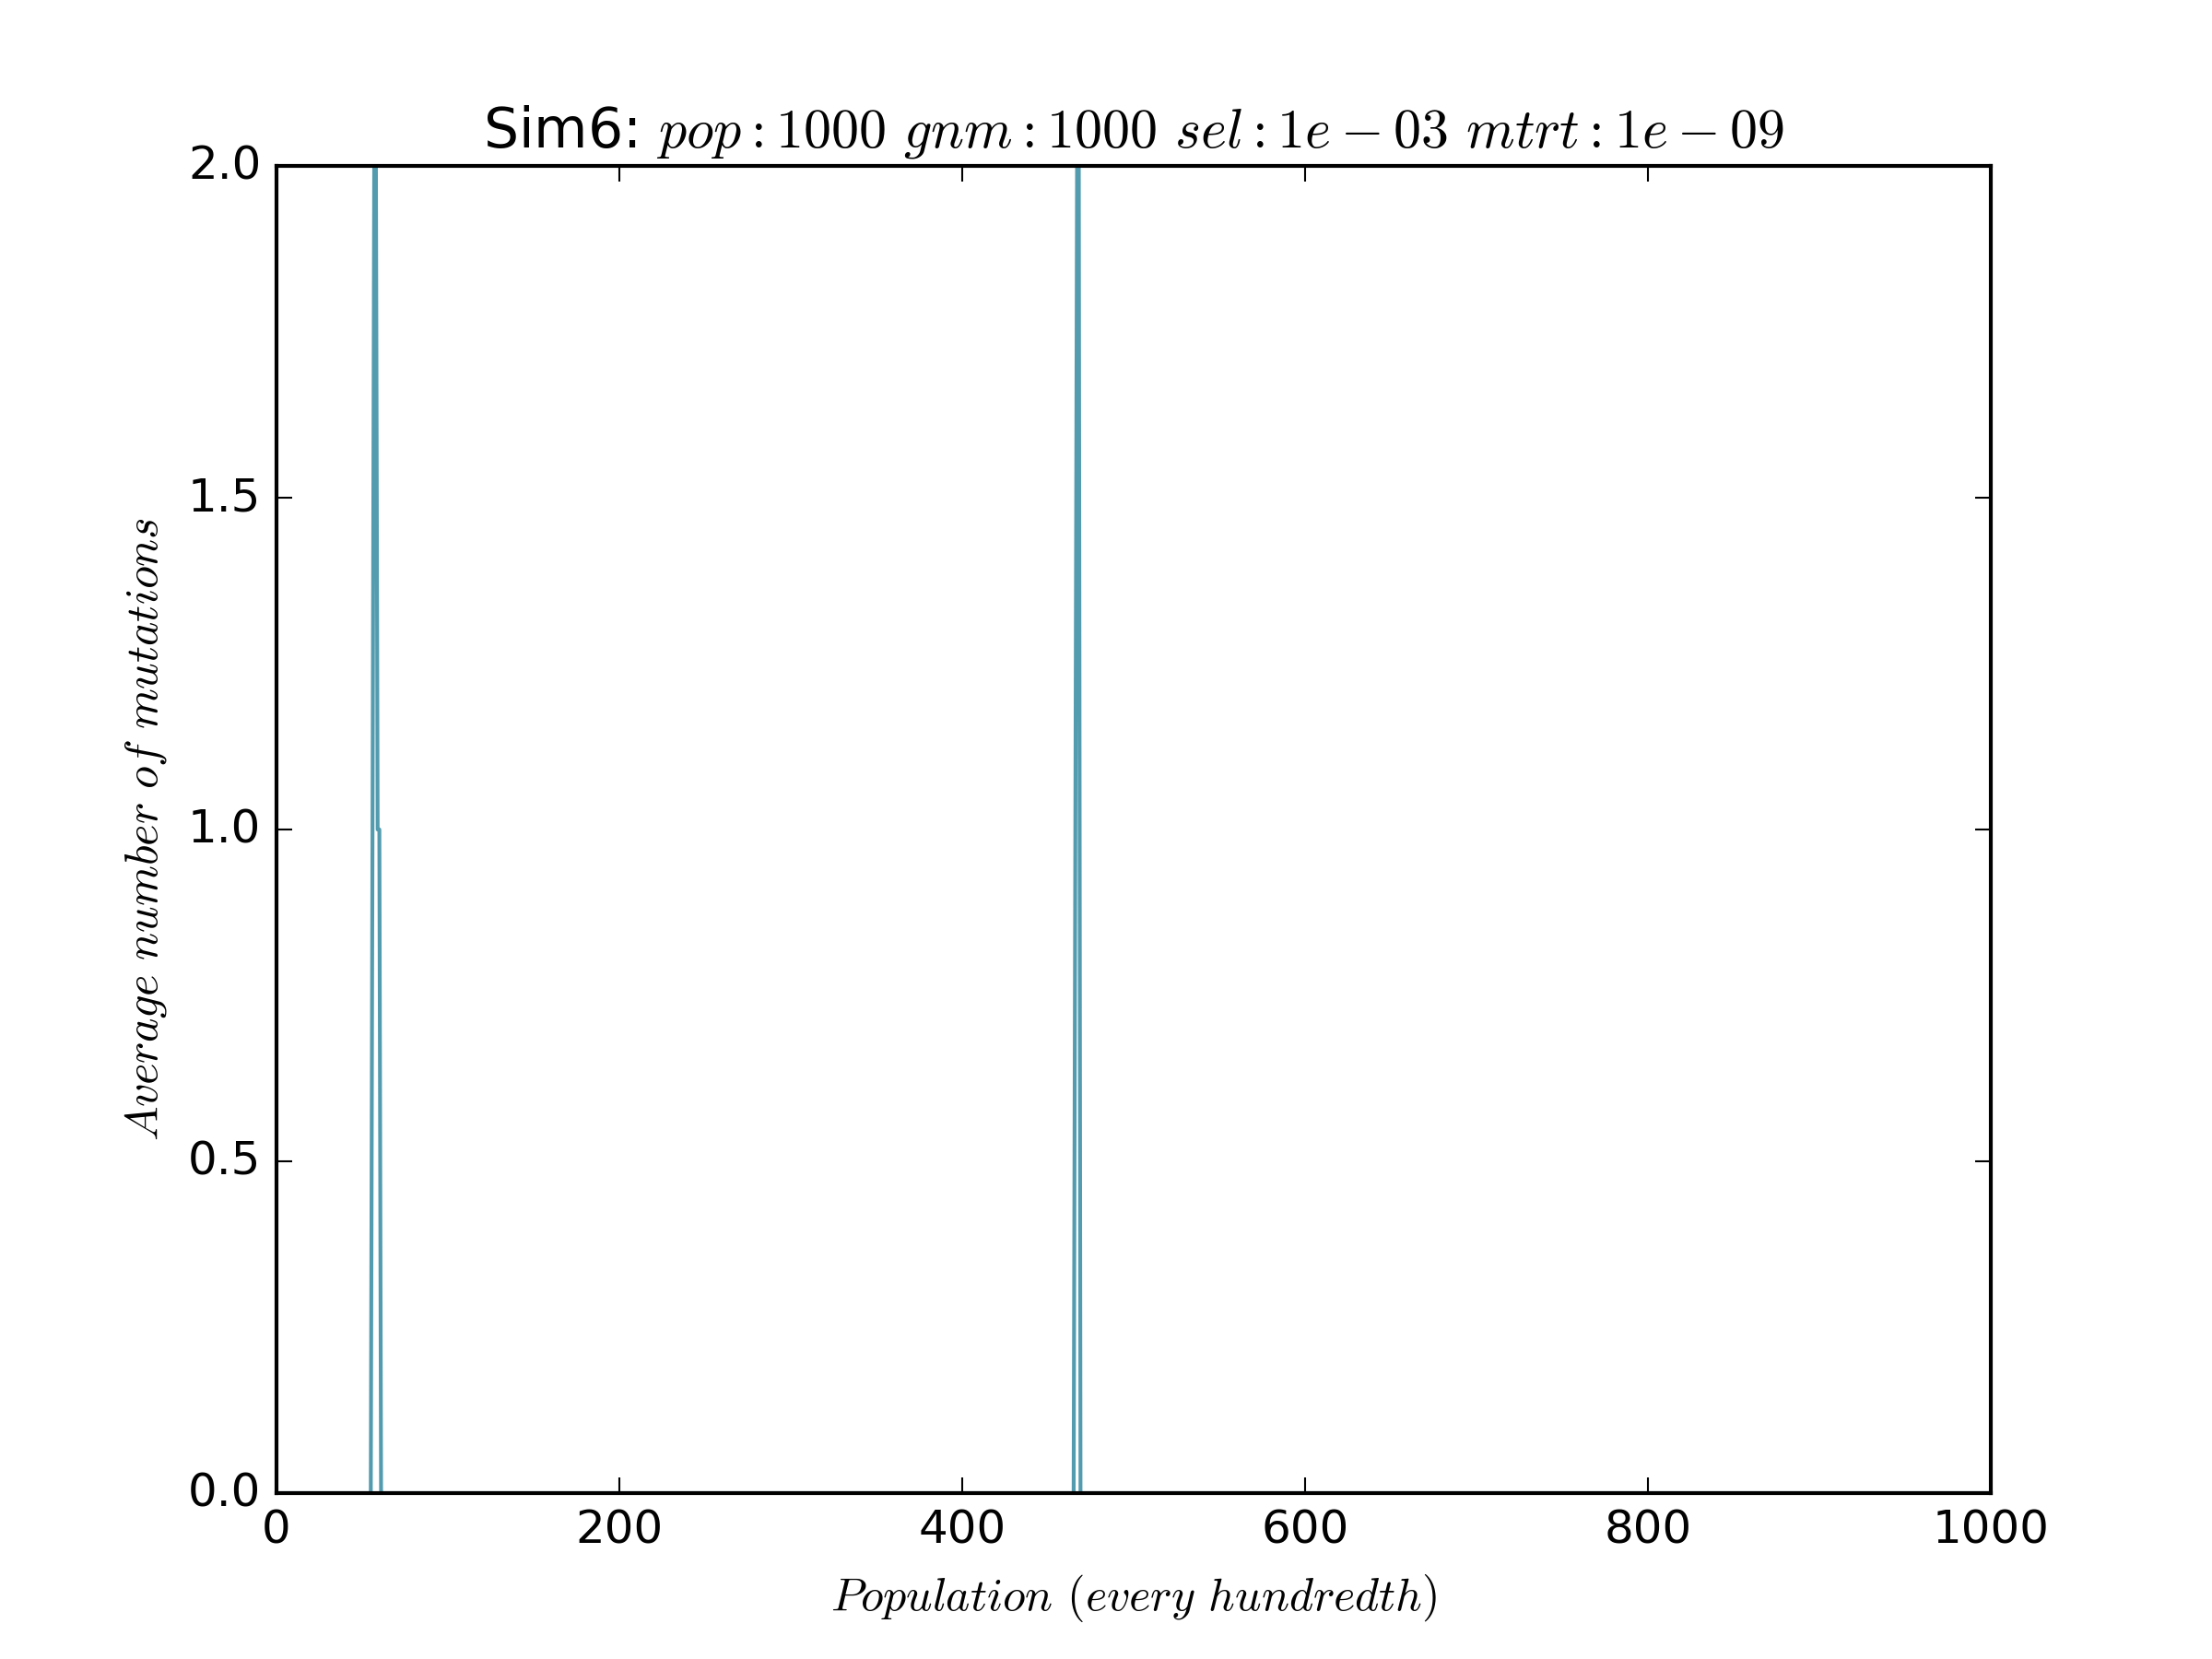 Sim6: pop : 1000 gnm : 1000 sel : 1e − 03 mtrt : 1e − 09
2.0
1.5
1.0
0.5
0.0
Average number of mutations
0 200 400 600 800 1000
Population (every hundredth)